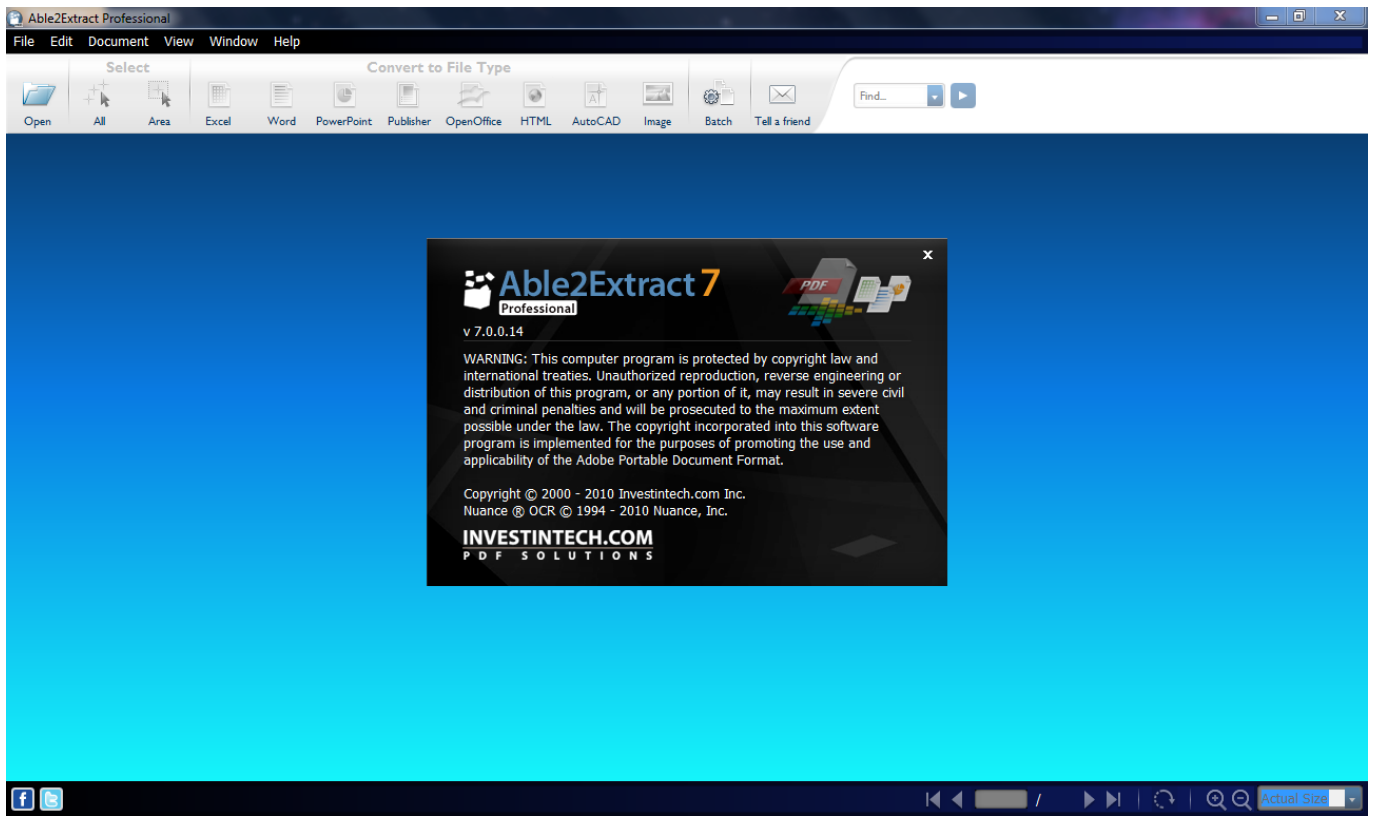 Able2Extract Professional
File Edit Document View Window Help
Select
Convert to File Type
Open All Area Excel Word PowerPoint Publisher OpenOffice HTML AutoCAD Image Batch Tell a friend
Find...
Able2Extract 7
Professional
PDF
v 7.0.0.14
WARNING: This computer program is protected by copyright law and
international treaties. Unauthorized reproduction, reverse engineering or
distribution of this program, or any portion of it, may result in severe civil
and criminal penalties and will be prosecuted to the maximum extent
possible under the law. The copyright incorporated into this software
program is implemented for the purposes of promoting the use and
applicability of the Adobe Portable Document Format.
Copyright © 2000 - 2010 Investintech.com Inc.
Nuance ® OCR © 1994 - 2010 Nuance, Inc.
INVESTINTECH.COM
PDF SOLUTIONS
/
Actual Size